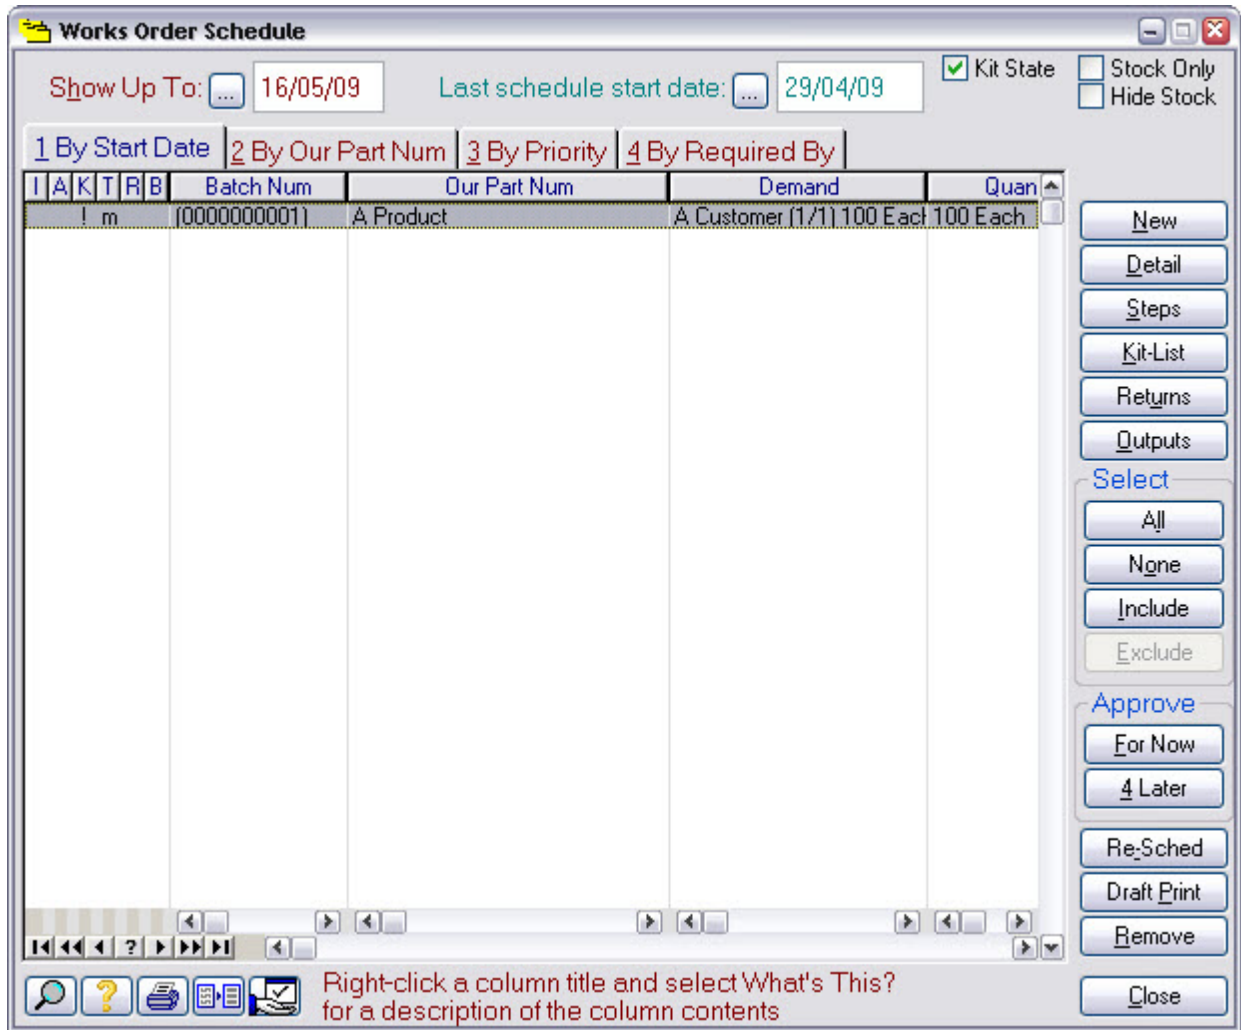 Works Order Schedule
Show Up To: ... 16/05/09 Last schedule start date: ... 29/04/09 Kit State Stock Only
Hide Stock
1 By Start Date 2 By Our Part Num 3 By Priority 4 By Required By
I A K T R B Batch Num Our Part Num Demand Quan
! m (0000000001) A Product A Customer (1/1) 100 Each 100 Each
New
Detail
Steps
Kit-List
Returns
Outputs
Select
All
None
Include
Exclude
Approve
For Now
4 Later
Re-Sched
Draft Print
Remove
?
? Right-click a column title and select What's This?
for a description of the column contents
Close